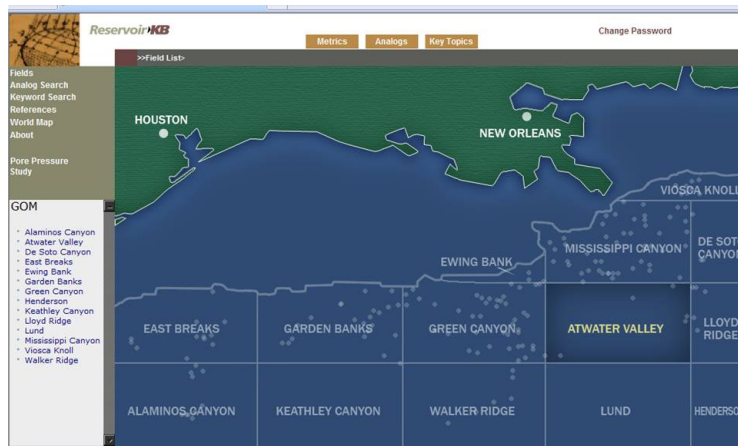 Reservoir KB
Metrics
Analogs
Key Topics
Change Password
>>Field List>
Fields
Analog Search
Keyword Search
References
World Map
About
Pore Pressure
Study
GOM
Alaminos Canyon
Atwater Valley
De Soto Canyon
East Breaks
Ewing Bank
Garden Banks
Green Canyon
Henderson
Keathley Canyon
Lloyd Ridge
Lund
Mississippi Canyon
Viosca Knoll
Walker Ridge
HOUSTON
NEW ORLEANS
VIOSCA KNOLL
MISSISSIPPI CANYON
DE SOTO
CANYON
EWING BANK
EAST BREAKS
GARDEN BANKS
GREEN CANYON
ATWATER VALLEY
LLOYD
RIDGE
ALAMINOS CANYON
KEATHLEY CANYON
WALKER RIDGE
LUND
HENDERSO